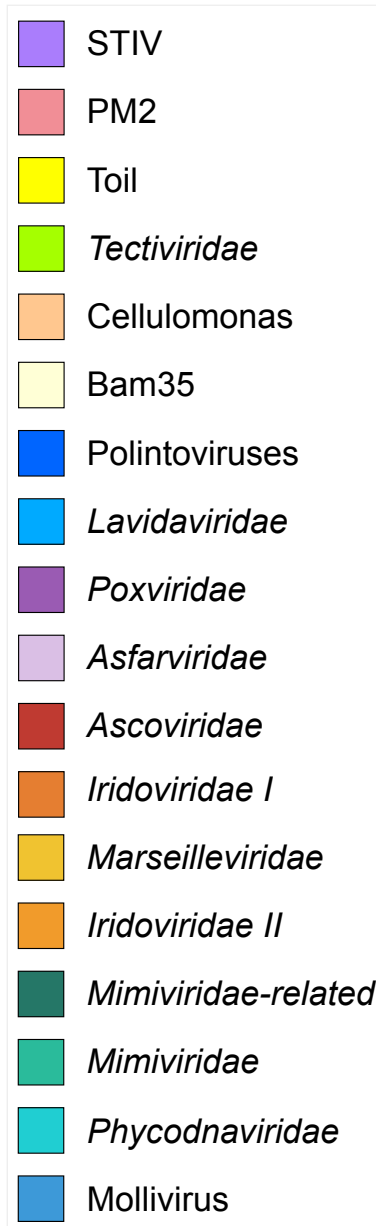 STIV
PM2
Toil
Tectiviridae
Cellulomonas
Bam35
Polintoviruses
Lavidaviridae
Poxviridae
Asfarviridae
Ascoviridae
Iridoviridae I
Marseilleviridae
Iridoviridae II
Mimiviridae-related
Mimiviridae
Phycodnaviridae
Mollivirus